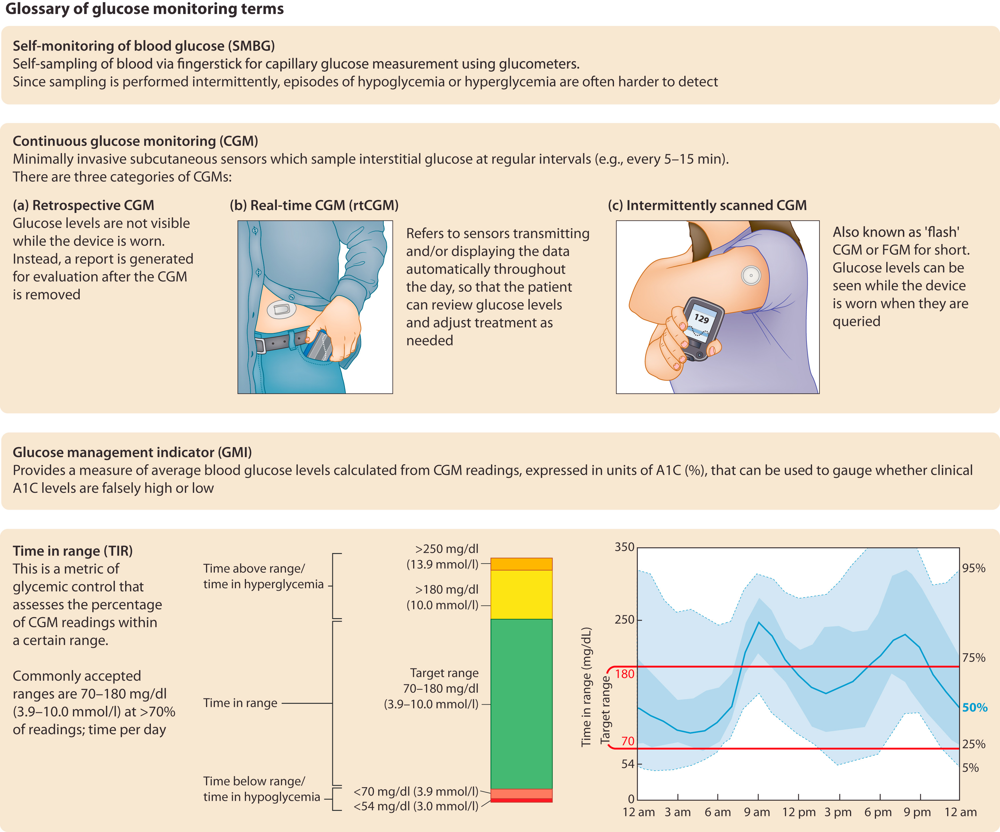 Glossary of glucose monitoring terms
Self-monitoring of blood glucose (SMBG)
Self-sampling of blood via fingerstick for capillary glucose measurement using glucometers.
Since sampling is performed intermittently, episodes of hypoglycemia or hyperglycemia are often harder to detect
Continuous glucose monitoring (CGM)
Minimally invasive subcutaneous sensors which sample interstitial glucose at regular intervals (e.g., every 5–15 min).
There are three categories of CGMs:
(a) Retrospective CGM
Glucose levels are not visible
while the device is worn.
Instead, a report is generated
for evaluation after the CGM
is removed
(b) Real-time CGM (rtCGM)
Refers to sensors transmitting
and/or displaying the data
automatically throughout
the day, so that the patient
can review glucose levels
and adjust treatment as
needed
(c) Intermittently scanned CGM
129
Also known as 'flash'
CGM or FGM for short.
Glucose levels can be
seen while the device
is worn when they are
queried
Glucose management indicator (GMI)
Provides a measure of average blood glucose levels calculated from CGM readings, expressed in units of A1C (%), that can be used to gauge whether clinical
A1C levels are falsely high or low
Time in range (TIR)
This is a metric of
glycemic control that
assesses the percentage
of CGM readings within
a certain range.
Commonly accepted
ranges are 70–180 mg/dl
(3.9–10.0 mmol/l) at >70%
of readings; time per day
Time above range/
time in hyperglycemia
Time in range
Time below range/
time in hypoglycemia
>250 mg/dl
(13.9 mmol/l)
>180 mg/dl
(10.0 mmol/l)
Target range
70–180 mg/dl
(3.9–10.0 mmol/l)
<70 mg/dl (3.9 mmol/l)
<54 mg/dl (3.0 mmol/l)
Time in range (mg/dL)
Target range
350
250
180
70
54
0
95%
75%
50%
25%
5%
12 am 3 am 6 am 9 am 12 pm 3 pm 6 pm 9 pm 12 am